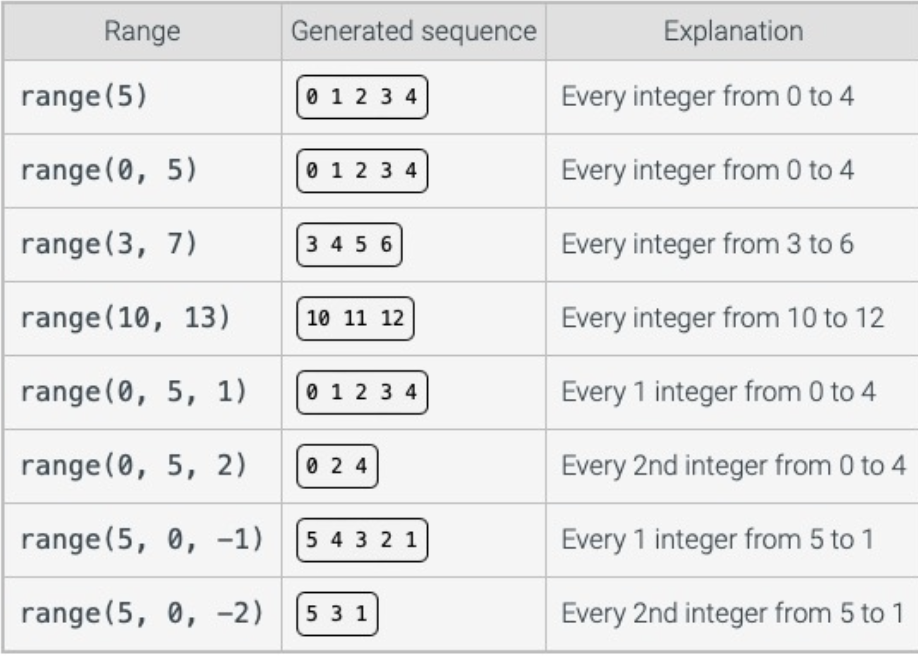 Range Generated sequence Explanation
range(5) 0 1 2 3 4 Every integer from 0 to 4
range(0, 5) 0 1 2 3 4 Every integer from 0 to 4
range(3, 7) 3 4 5 6 Every integer from 3 to 6
range(10, 13) 10 11 12 Every integer from 10 to 12
range(0, 5, 1) 0 1 2 3 4 Every 1 integer from 0 to 4
range(0, 5, 2) 0 2 4 Every 2nd integer from 0 to 4
range(5, 0, -1) 5 4 3 2 1 Every 1 integer from 5 to 1
range(5, 0, -2) 5 3 1 Every 2nd integer from 5 to 1